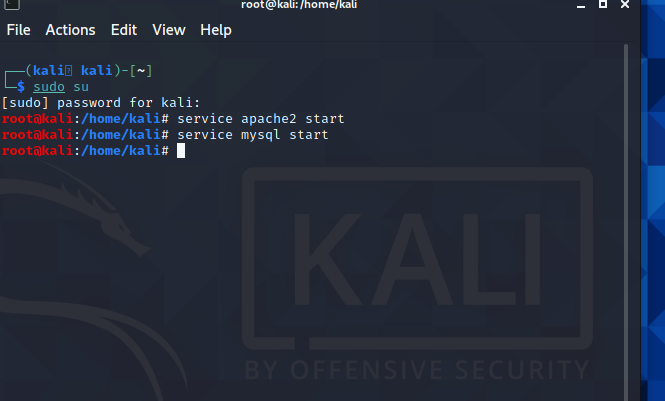 root@kali: /home/kali
File Actions Edit View Help
┌──(kali㉿ kali)-[~]
└─$ sudo su
[sudo] password for kali:
root@kali:/home/kali# service apache2 start
root@kali:/home/kali# service mysql start
root@kali:/home/kali#
KALI
BY OFFENSIVE SECURITY